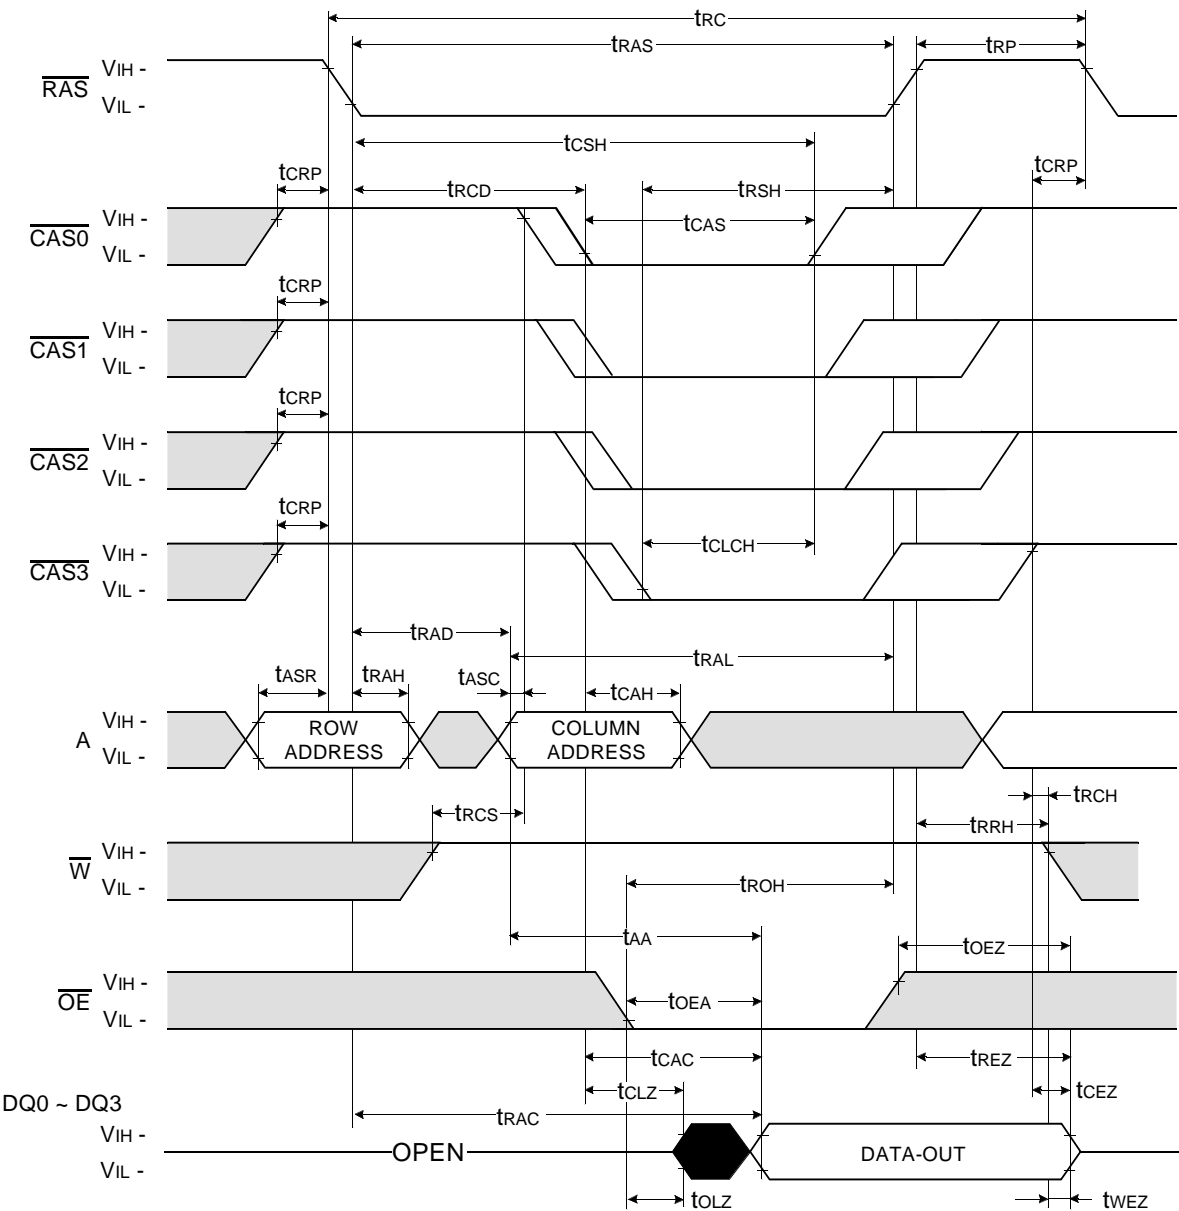 tRC
tRAS
tRP
RAS
VIH -
VIL -
tCSH
tCRP
tRCD
tRSH
tCRP
CAS0
VIH -
VIL -
tCAS
tCRP
CAS1
VIH -
VIL -
tCRP
CAS2
VIH -
VIL -
tCRP
CAS3
VIH -
VIL -
tCLCH
tRAD
tRAL
tASR
tRAH
tASC
tCAH
A
VIH -
VIL -
ROW
ADDRESS
COLUMN
ADDRESS
tRCH
tRCS
tRRH
W
VIH -
VIL -
tROH
tAA
tOEZ
OE
VIH -
VIL -
tOEA
tCAC
tREZ
tCLZ
tCEZ
DQ0 ~ DQ3
tRAC
VIH -
VIL -
OPEN
DATA-OUT
tOLZ
tWEZ